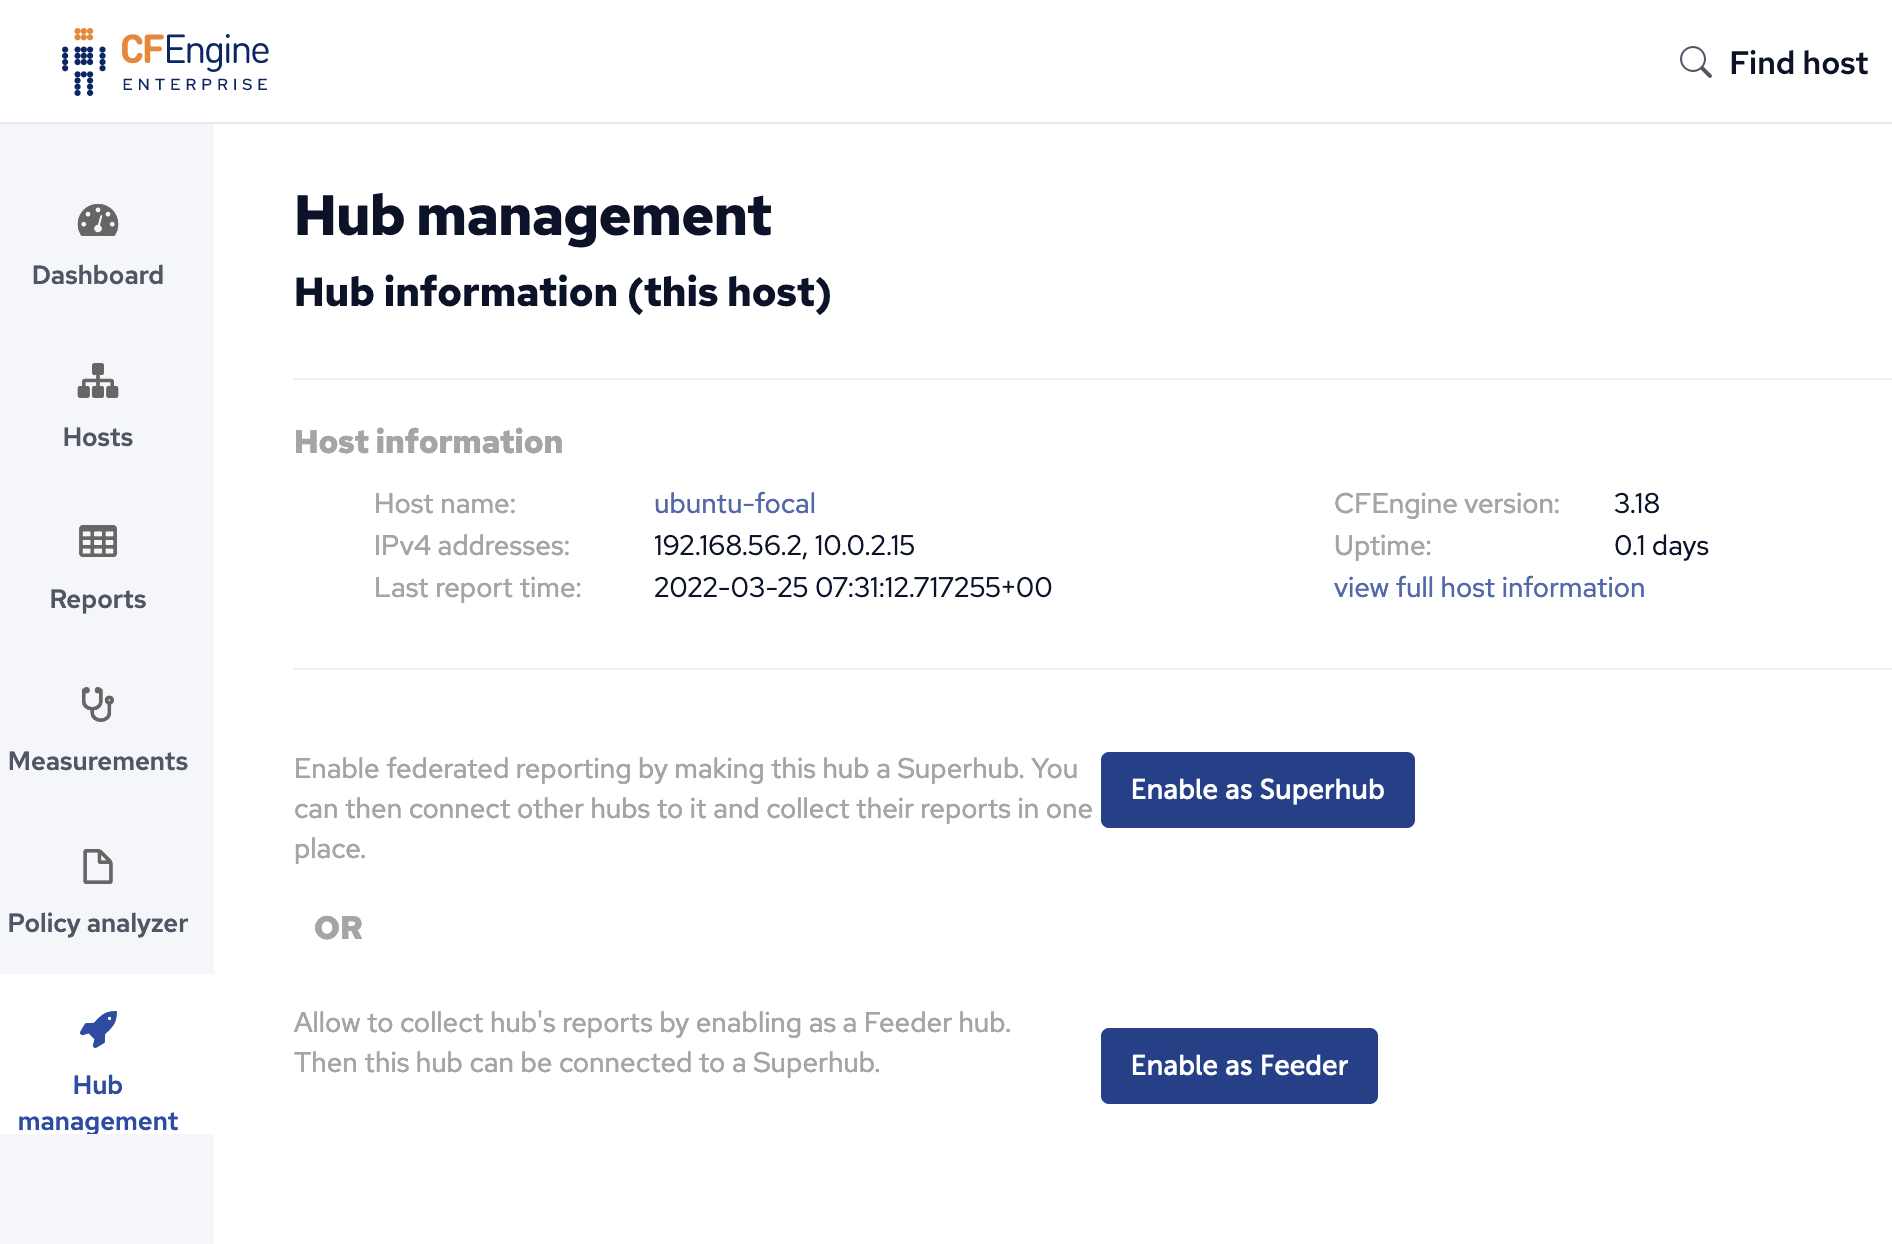 CFEngine
ENTERPRISE
Find host
Dashboard
Hosts
Reports
Measurements
Policy analyzer
Hub
management
Hub management
Hub information (this host)
Host information
Host name: ubuntu-focal
IPv4 addresses: 192.168.56.2, 10.0.2.15
Last report time: 2022-03-25 07:31:12.717255+00
CFEngine version: 3.18
Uptime: 0.1 days
view full host information
Enable federated reporting by making this hub a Superhub. You
can then connect other hubs to it and collect their reports in one
place.
Enable as Superhub
OR
Allow to collect hub's reports by enabling as a Feeder hub.
Then this hub can be connected to a Superhub.
Enable as Feeder